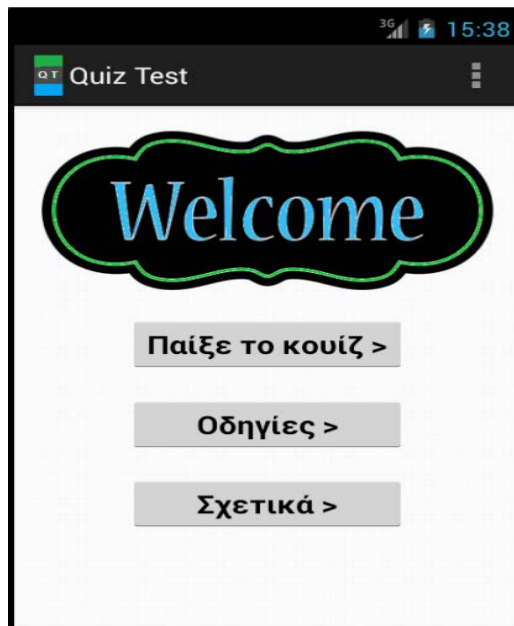 3G 15:38
QT Quiz Test
Welcome
Παίξε το κουίζ >
Οδηγίες >
Σχετικά >